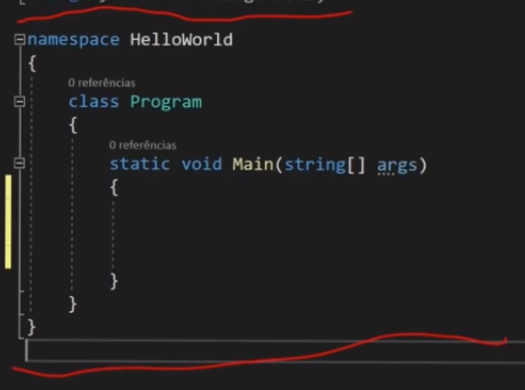 namespace HelloWorld
{
0 referências
class Program
{
0 referências
static void Main(string[] args)
{
}
}
}